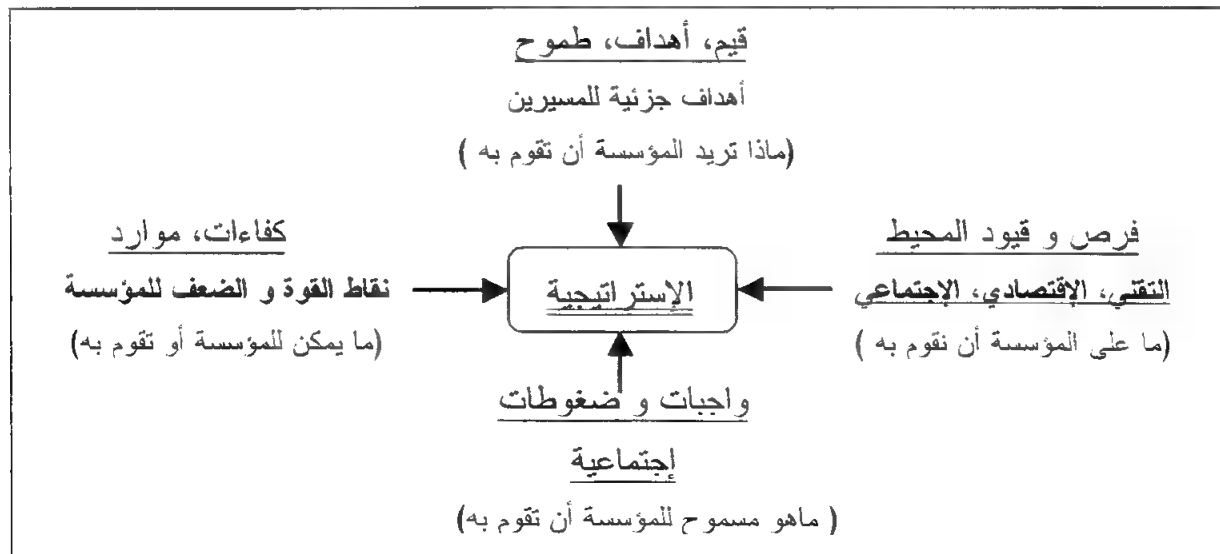 قيم، أهداف، طموح
أهداف جزئية للمسيرين
(ماذا تريد المؤسسة أن تقوم به )
فرص و قيود المحيط
التقني، الإقتصادي، الإجتماعي
(ما على المؤسسة أن نقوم به )
الإستراتيجية
كفاءات، موارد
نقاط القوة و الضعف للمؤسسة
(ما يمكن للمؤسسة أو تقوم به)
واجبات و ضغوطات
إجتماعية
( ماهو مسموح للمؤسسة أن تقوم به)